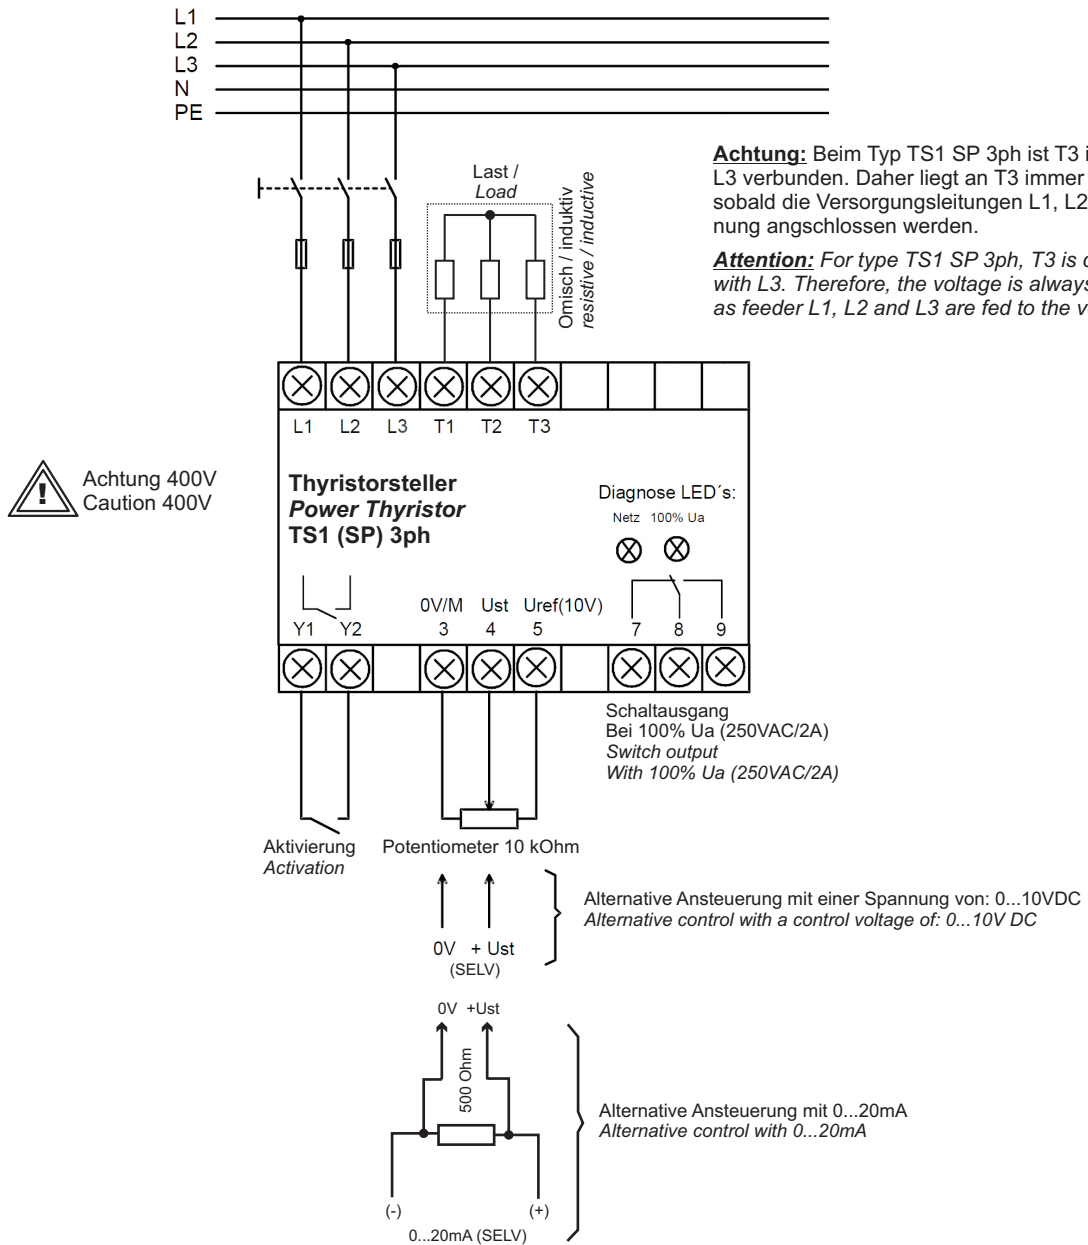 L1
L2
L3
N
PE
Achtung: Beim Typ TS1 SP 3ph ist T3 i
L3 verbunden. Daher liegt an T3 immer
sobald die Versorgungsleitungen L1, L2
nung angschlossen werden.
Attention: For type TS1 SP 3ph, T3 is
with L3. Therefore, the voltage is always
as feeder L1, L2 and L3 are fed to the v
Last /
Load
Omisch / induktiv
resistive / inductive
L1 L2 L3 T1 T2 T3
Achtung 400V
Caution 400V
!
Thyristorsteller
Power Thyristor
TS1 (SP) 3ph
Diagnose LED´s:
Netz 100% Ua
0V/M Ust Uref(10V)
Y1 Y2 3 4 5 7 8 9
Schaltausgang
Bei 100% Ua (250VAC/2A)
Switch output
With 100% Ua (250VAC/2A)
Aktivierung
Activation
Potentiometer 10 kOhm
Alternative Ansteuerung mit einer Spannung von: 0...10VDC
Alternative control with a control voltage of: 0...10V DC
0V + Ust
(SELV)
0V +Ust
500 Ohm
Alternative Ansteuerung mit 0...20mA
Alternative control with 0...20mA
(-) (+)
0...20mA (SELV)